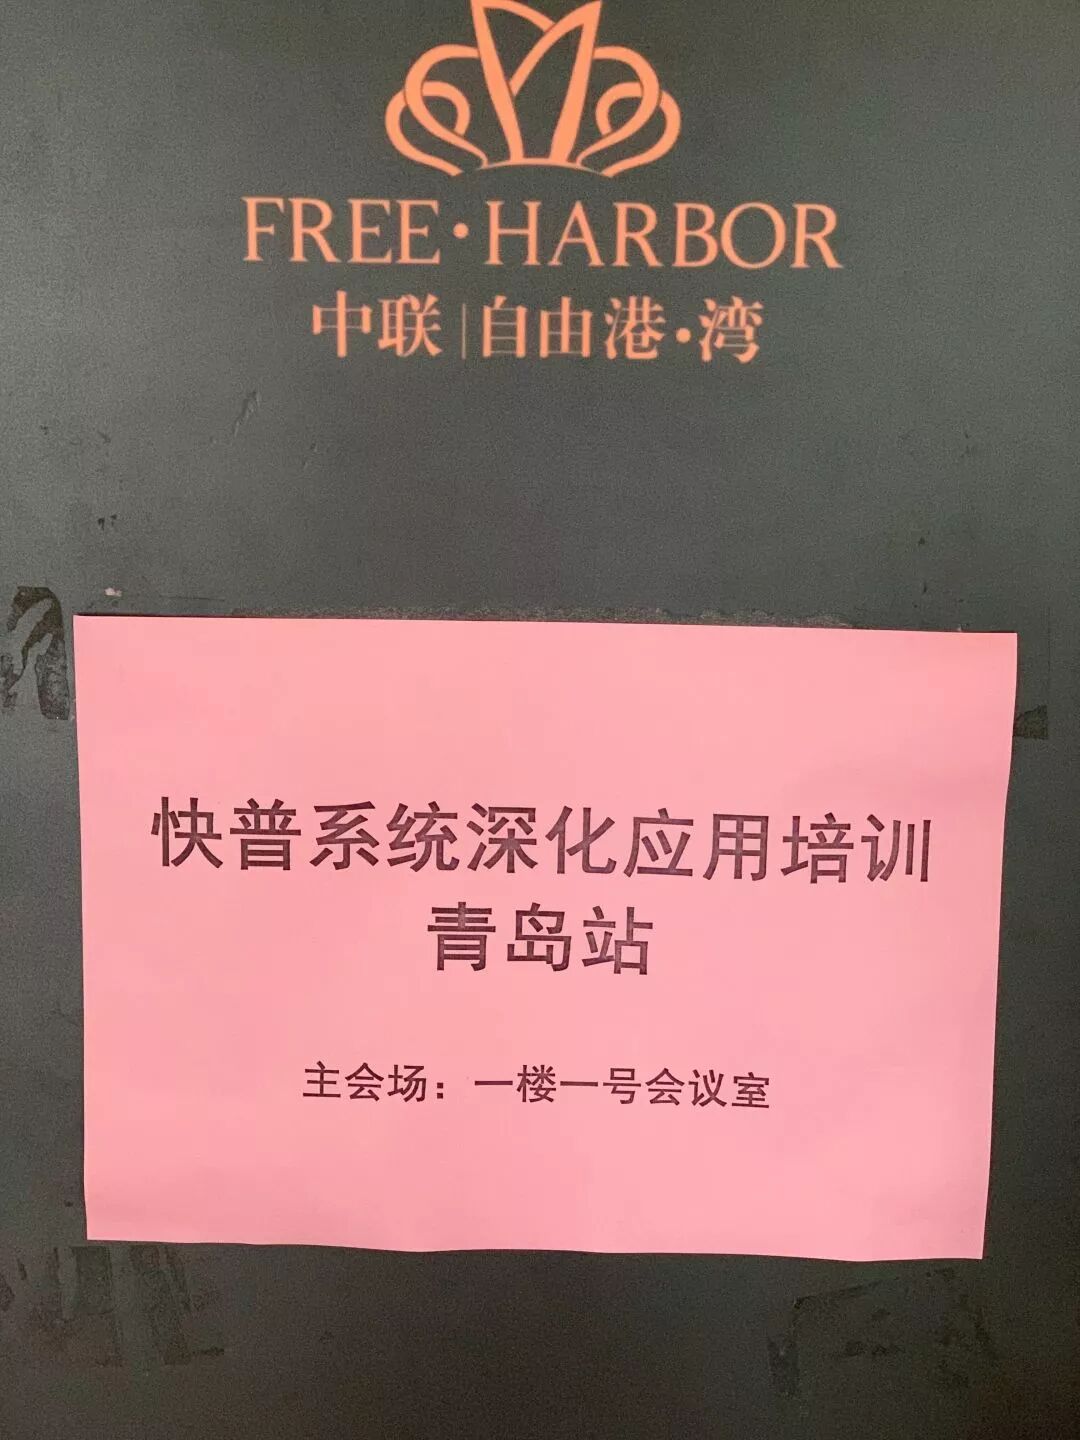 FREE·HARBOR
中联|自由港·湾
快普系统深化应用培训
青岛站
主会场：一楼一号会议室